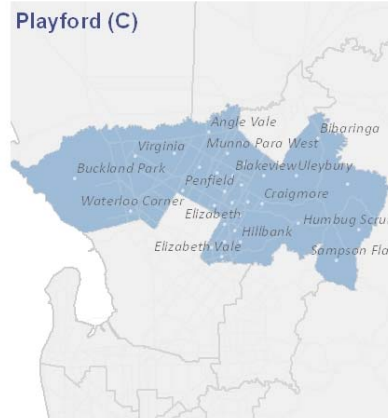 Playford (C)
Angle Vale
Bibaringa
Virginia
Munno Para West
Buckland Park
Blakeview
Uleybury
Penfield
Craigmore
Waterloo Corner
Elizabeth
Humbug Scru
Hillbank
Elizabeth Vale
Sampson Fla